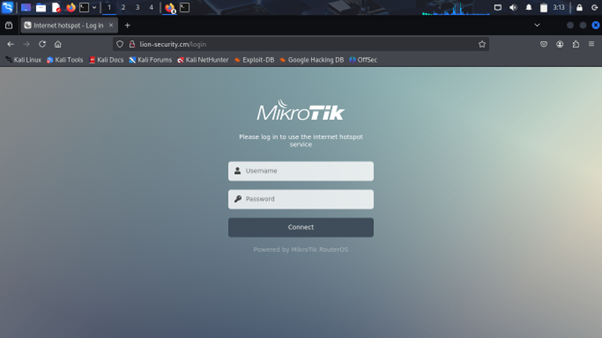 1 2 3 4
3:13
Internet hotspot - Log in
lion-security.cm/login
Kali Linux Kali Tools Kali Docs Kali Forums Kali NetHunter Exploit-DB Google Hacking DB OffSec
MikroTik
Please log in to use the internet hotspot
service
Username
Password
Connect
Powered by MikroTik RouterOS